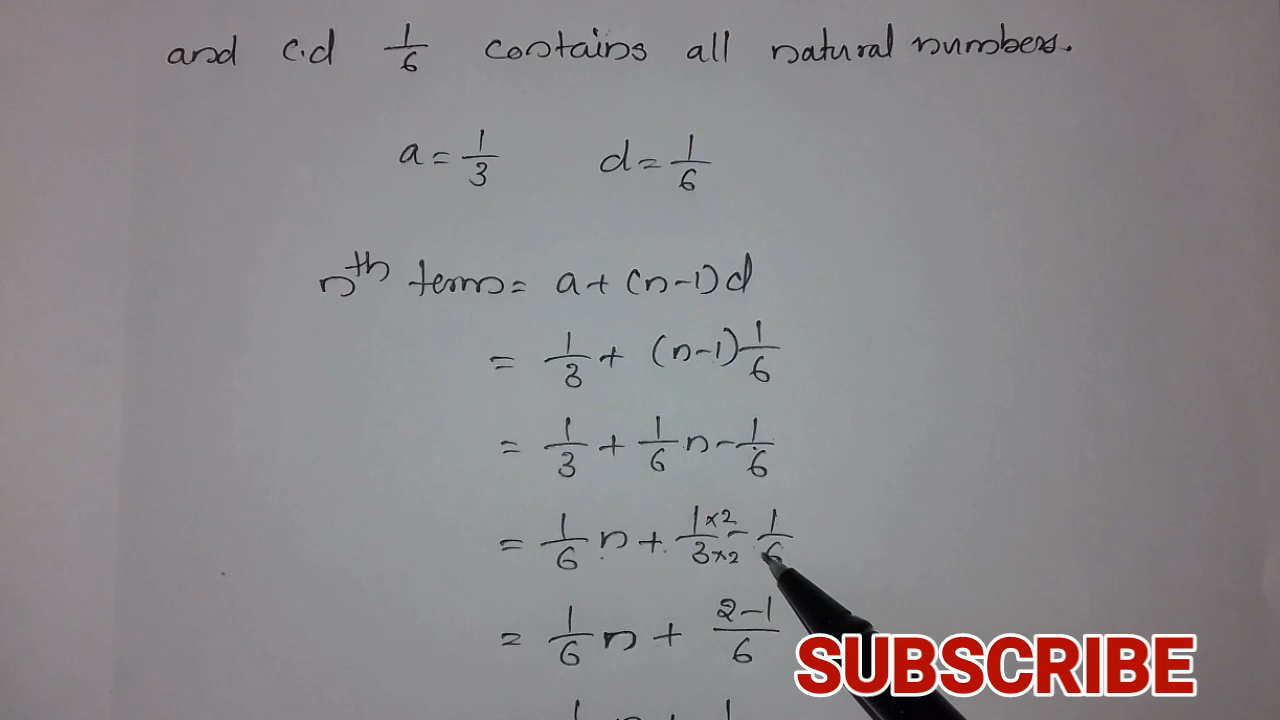 and c.d 1/6 contains all natural numbers.
a = 1/3 d = 1/6
nth term = a + (n-1)d
= 1/3 + (n-1) 1/6
= 1/3 + 1/6 n - 1/6
= 1/6 n + 1×2/3×2 - 1/6
= 1/6 n + 2-1/6
SUBSCRIBE